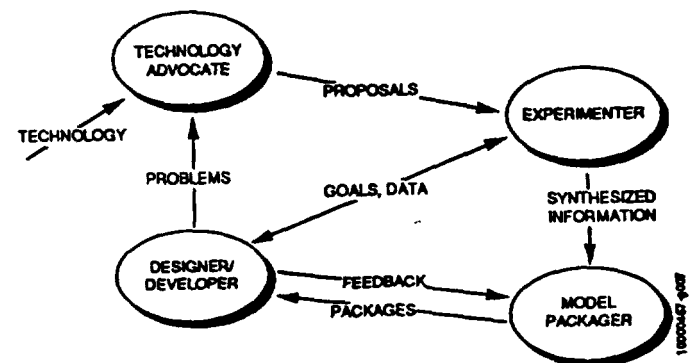 TECHNOLOGY
ADVOCATE
PROPOSALS
EXPERIMENTER
TECHNOLOGY
PROBLEMS
GOALS, DATA
SYNTHESIZED
INFORMATION
DESIGNER/
DEVELOPER
FEEDBACK
PACKAGES
MODEL
PACKAGER